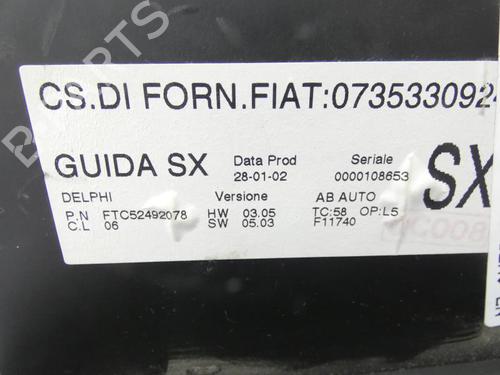 CS.DI FORN.FIAT:073533092
GUIDA SX
Data Prod
28-01-02
Seriale
0000108653
SX
DELPHI
P.N FTC52492078
C.L 06
Versione
HW 03.05
SW 05.03
AB AUTO
TC:58 OP:L5
F11740
B-PARTS